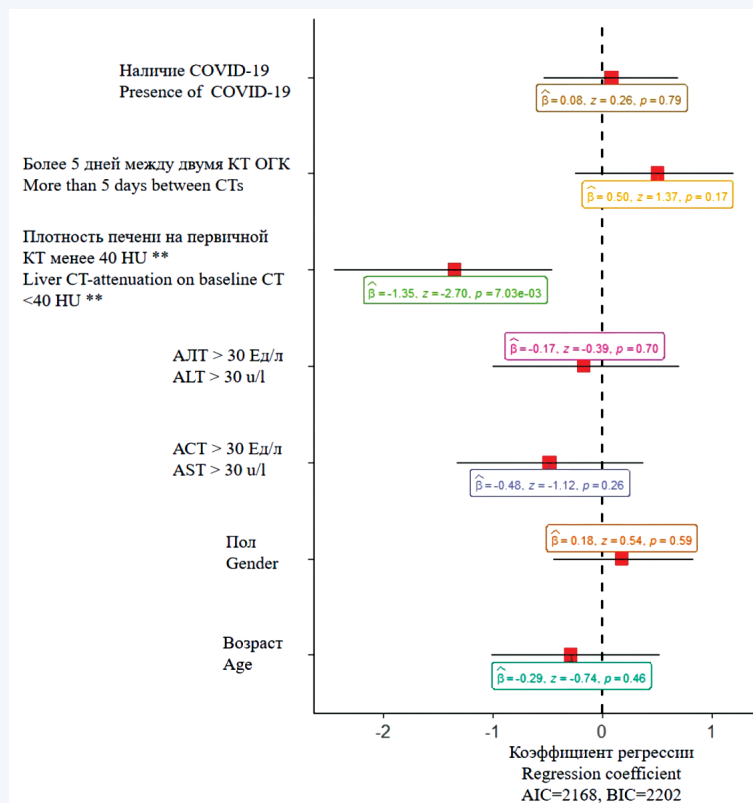 Наличие COVID-19
Presence of COVID-19
β̂ = 0.08, z = 0.26, p = 0.79
Более 5 дней между двумя КТ ОГК
More than 5 days between CTs
β̂ = 0.50, z = 1.37, p = 0.17
Плотность печени на первичной
КТ менее 40 HU **
Liver CT-attenuation on baseline CT
<40 HU **
β̂ = -1.35, z = -2.70, p = 7.03e-03
АЛТ > 30 Ед/л
ALT > 30 u/l
β̂ = -0.17, z = -0.39, p = 0.70
АСТ > 30 Ед/л
AST > 30 u/l
β̂ = -0.48, z = -1.12, p = 0.26
Пол
Gender
β̂ = 0.18, z = 0.54, p = 0.59
Возраст
Age
β̂ = -0.29, z = -0.74, p = 0.46
-2 -1 0 1
Коэффициент регрессии
Regression coefficient
AIC=2168, BIC=2202